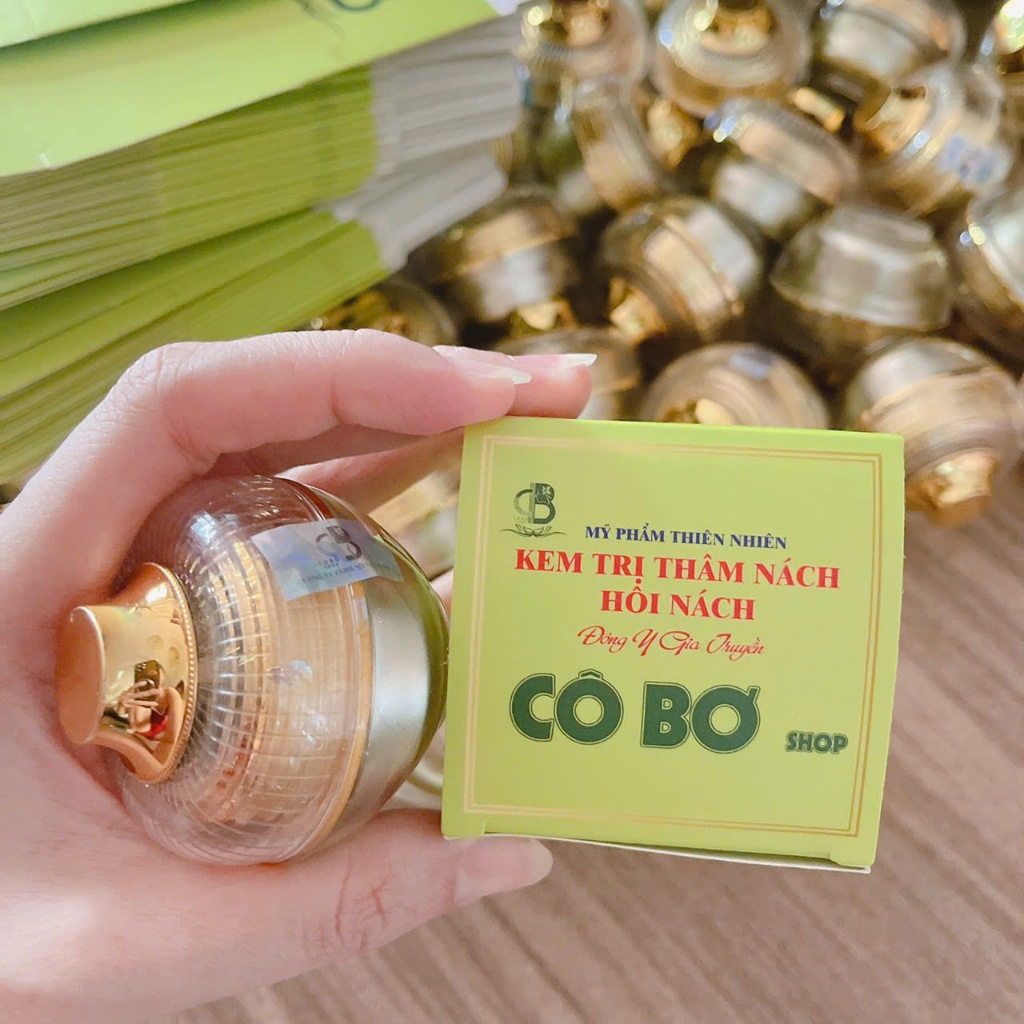 MỸ PHẨM THIÊN NHIÊN
KEM TRỊ THÂM NÁCH
HÔI NÁCH
Đông Y Gia Truyền
CÔ BƠ
SHOP